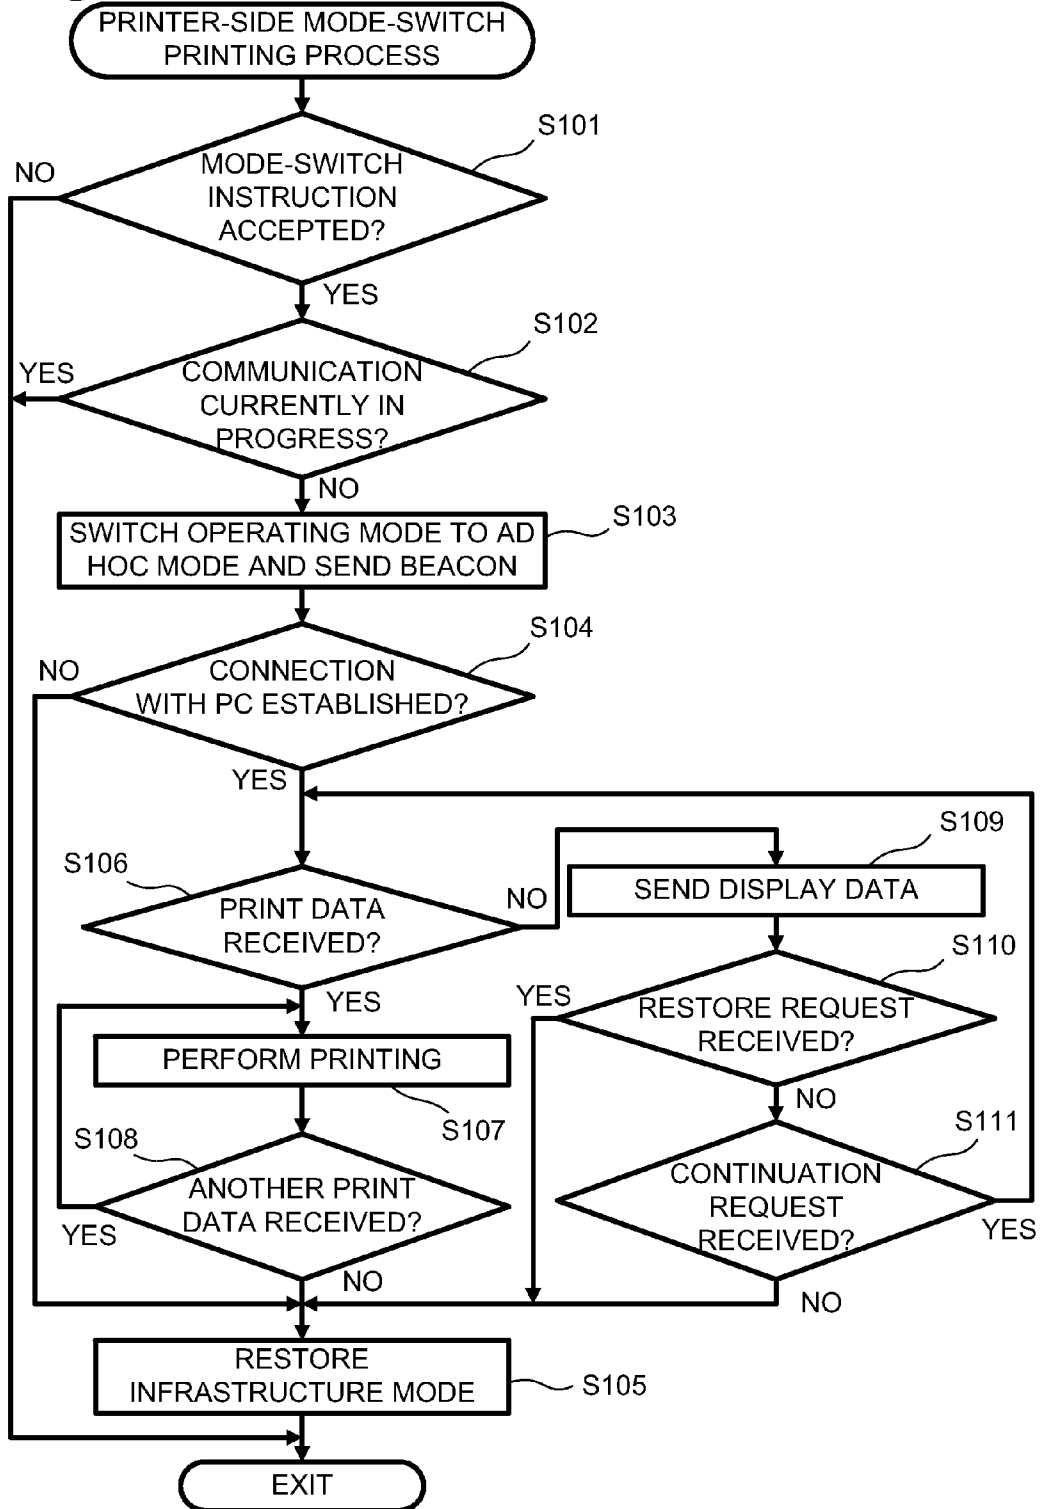 PRINTER-SIDE MODE-SWITCH
PRINTING PROCESS
S101
NO
MODE-SWITCH
INSTRUCTION
ACCEPTED?
YES
S102
YES
COMMUNICATION
CURRENTLY IN
PROGRESS?
NO
S103
SWITCH OPERATING MODE TO AD
HOC MODE AND SEND BEACON
S104
NO
CONNECTION
WITH PC ESTABLISHED?
YES
S109
S106
NO
SEND DISPLAY DATA
PRINT DATA
RECEIVED?
S110
YES
YES
RESTORE REQUEST
RECEIVED?
PERFORM PRINTING
NO
S107
S111
S108
CONTINUATION
REQUEST
RECEIVED?
ANOTHER PRINT
DATA RECEIVED?
YES
YES
NO
NO
RESTORE
INFRASTRUCTURE MODE
S105
EXIT